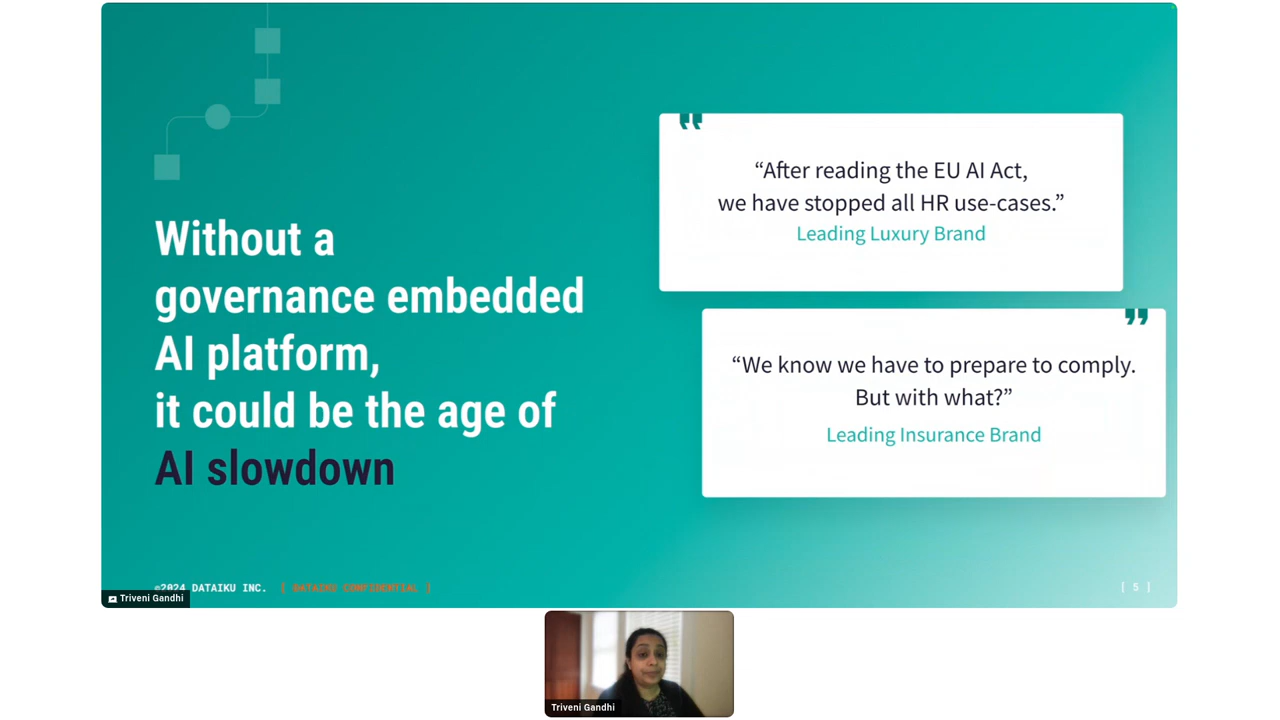 Without a
governance embedded
AI platform,
it could be the age of
AI slowdown
“After reading the EU AI Act,
we have stopped all HR use-cases.”
Leading Luxury Brand
“We know we have to prepare to comply.
But with what?”
Leading Insurance Brand
©2024 DATAIKU INC. [ DATAIKU CONFIDENTIAL ]
[ 5 ]
Triveni Gandhi
Triveni Gandhi